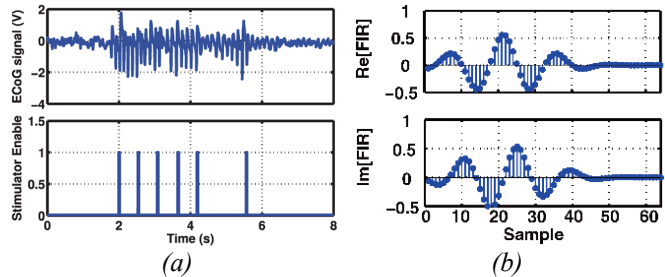 ECoG signal (V)
2
0
−2
−4
Stimulator Enable
1.5
1
0.5
0
0 2 4 6 8
Time (s)
(a)
Re[FIR]
1
0.5
0
−0.5
Im[FIR]
1
0.5
0
−0.5
0 10 20 30 40 50 60
Sample
(b)